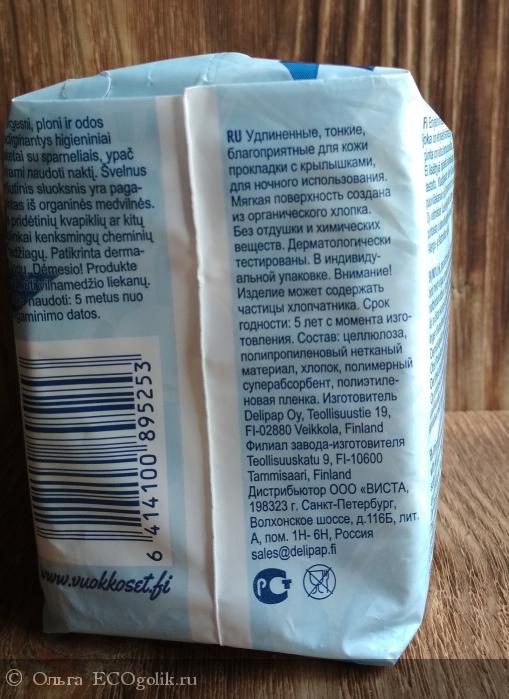 ploni ir odos
higieniniai
su sparneliais, ypač
naudoti naktį. Švelnus
sluoksnis yra paga-
iš organinės medvilnės.
pridėtinių kvapiklių ar kitų
kenksmingų cheminių
Patikrinta derma-
Dėmesio! Produkte
vilnamedžio liekanų.
naudoti: 5 metus nuo
datos.
6 414100 895253
www.vuokkoset.fi
RU Удлиненные, тонкие,
благоприятные для кожи
прокладки с крылышками,
для ночного использования.
Мягкая поверхность создана
из органического хлопка.
Без отдушки и химических
веществ. Дерматологически
тестированы. В индивиду-
альной упаковке. Внимание!
Изделие может содержать
частицы хлопчатника. Срок
годности: 5 лет с момента изго-
товления. Состав: целлюлоза,
полипропиленовый нетканый
материал, хлопок, полимерный
суперабсорбент, полиэтиле-
новая пленка. Изготовитель
Delipap Oy, Teollisuustie 19,
FI-02880 Veikkola, Finland
Филиал завода-изготовителя
Teollisuuskatu 9, FI-10600
Tammisaari, Finland
Дистрибьютор ООО «ВИСТА,
198323 г. Санкт-Петербург,
Волхонское шоссе, д.116Б, лит.
А, пом. 1Н- 6Н, Россия
sales@delipap.fi
FI
© Ольга ECOgolik.ru